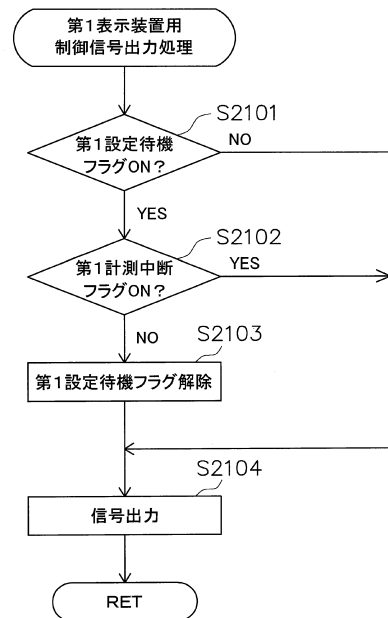 第1表示装置用
制御信号出力処理
S2101
第1設定待機
フラグON?
NO
YES
S2102
第1計測中断
フラグON?
YES
NO
S2103
第1設定待機フラグ解除
S2104
信号出力
RET